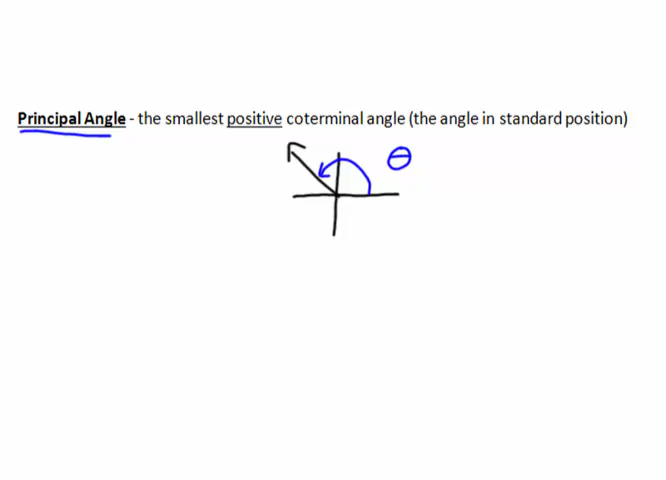 Principal Angle - the smallest positive coterminal angle (the angle in standard position)
θ